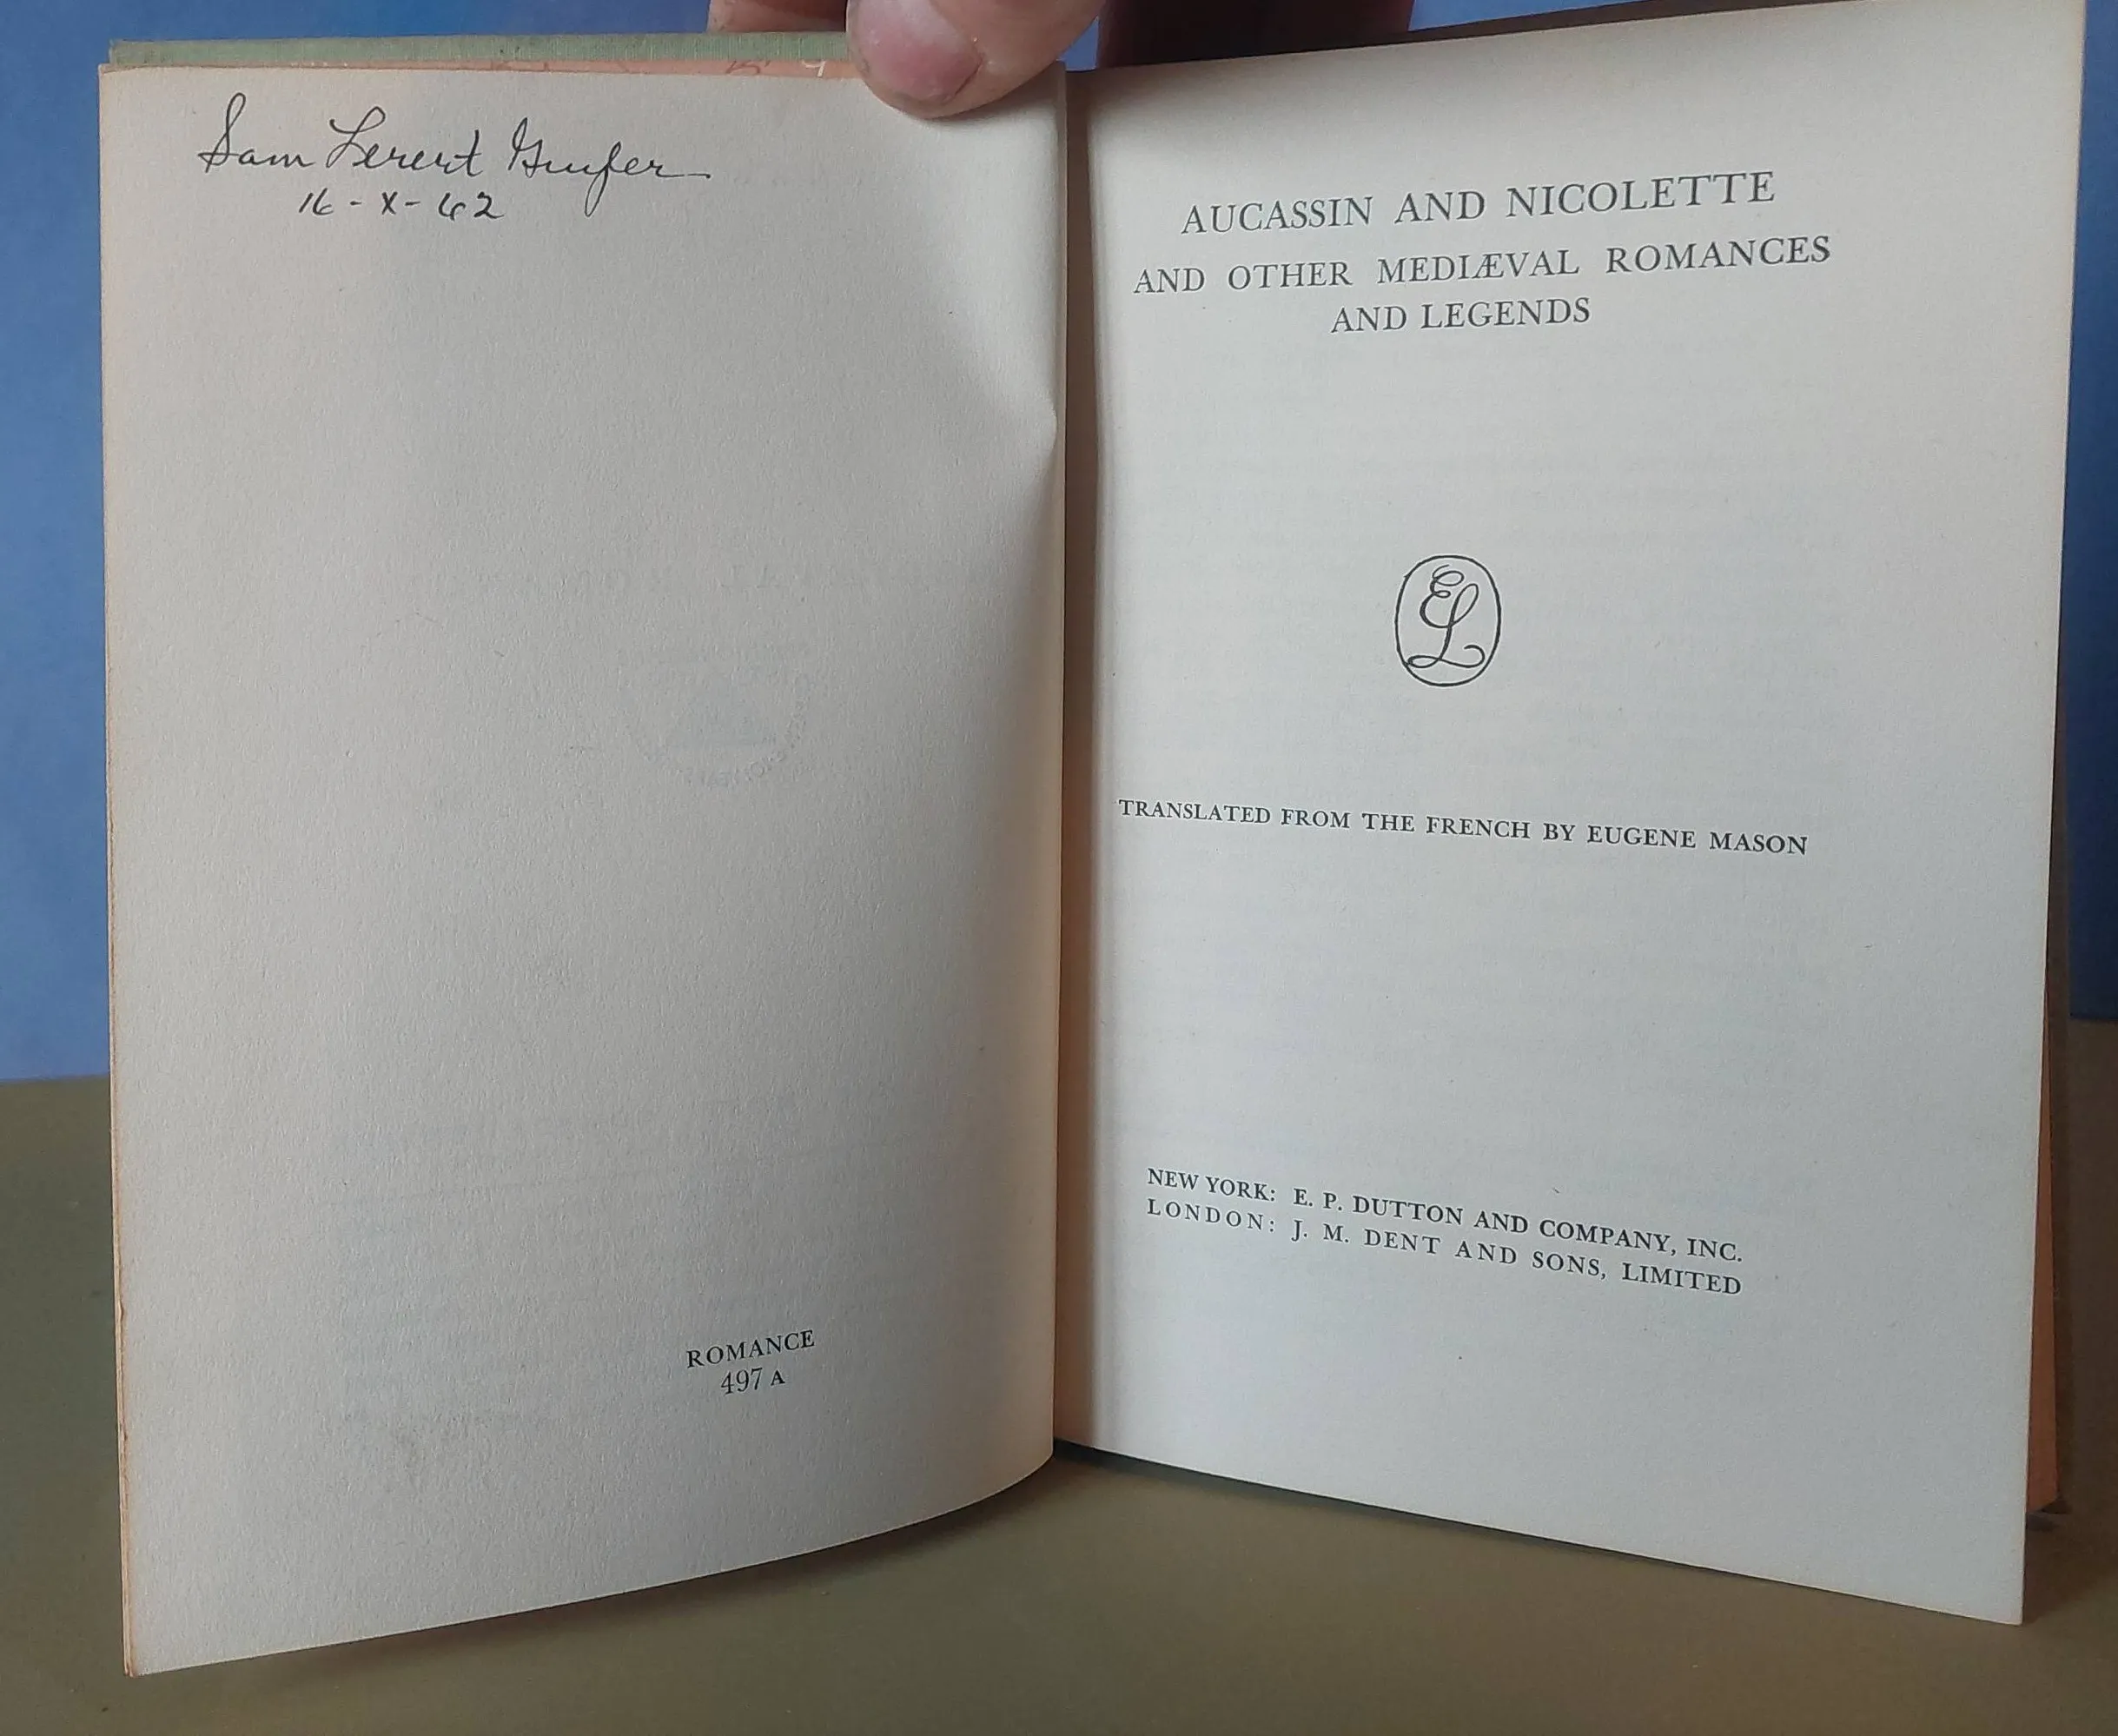 Sam
16-X-62
ROMANCE
497 A
AUCASSIN AND NICOLETTE
AND OTHER MEDIÆVAL ROMANCES
AND LEGENDS
EL
TRANSLATED FROM THE FRENCH BY EUGENE MASON
NEW YORK: E. P. DUTTON AND COMPANY, INC.
LONDON: J. M. DENT AND SONS, LIMITED